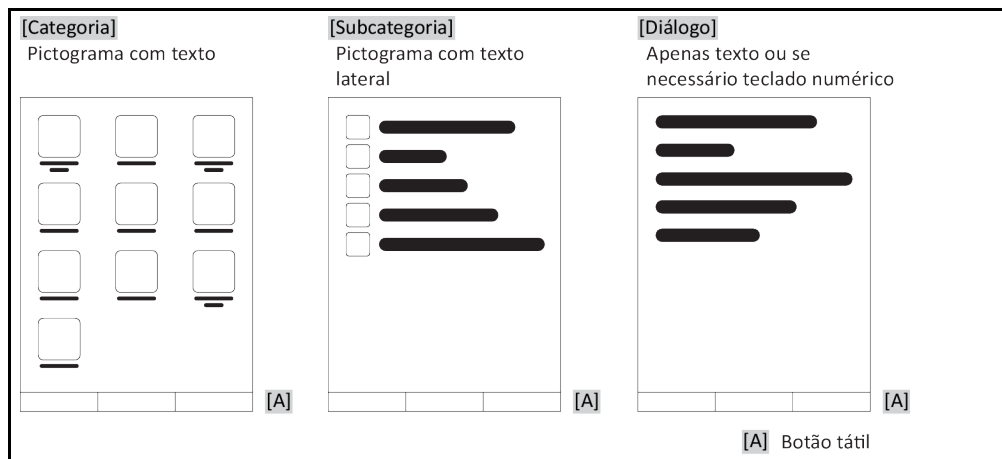 [Categoria]
Pictograma com texto
[Subcategoria]
Pictograma com texto
lateral
[Diálogo]
Apenas texto ou se
necessário teclado numérico
[A]
[A]
[A]
[A] Botão tátil